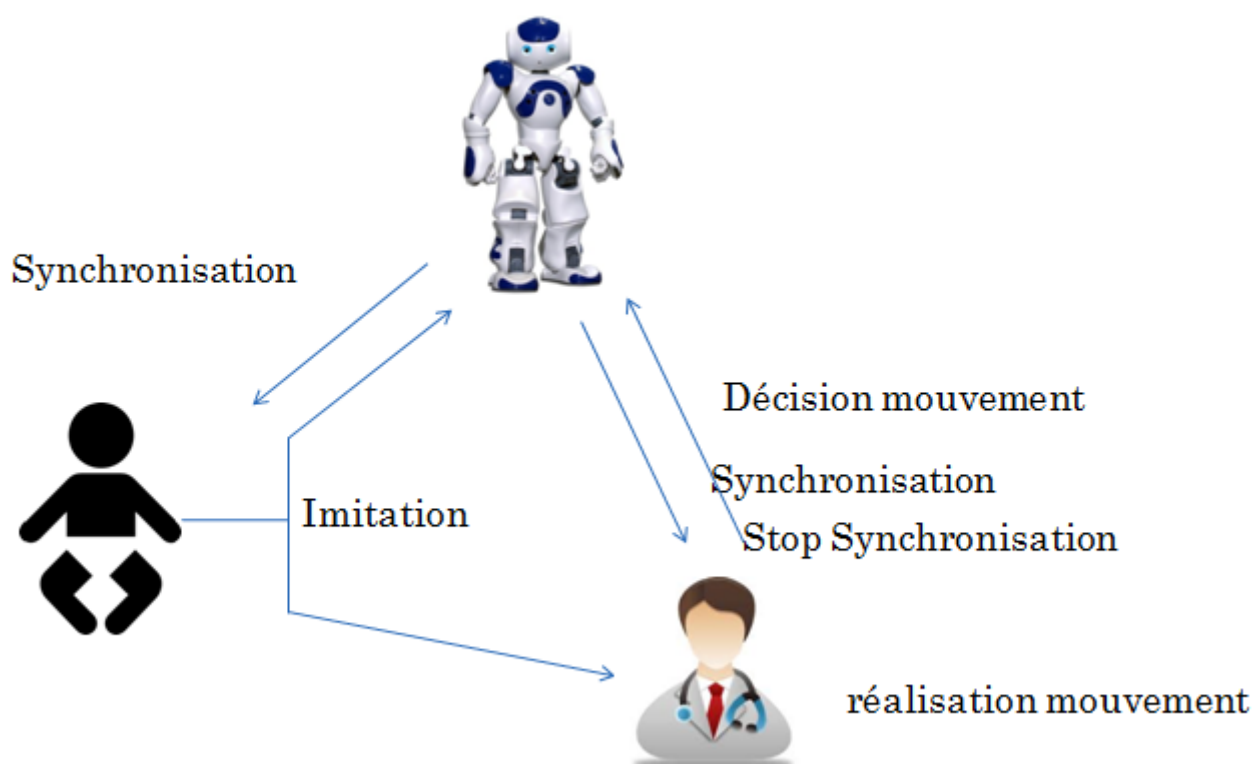 Synchronisation
Décision mouvement
Synchronisation
Imitation
Stop Synchronisation
réalisation mouvement